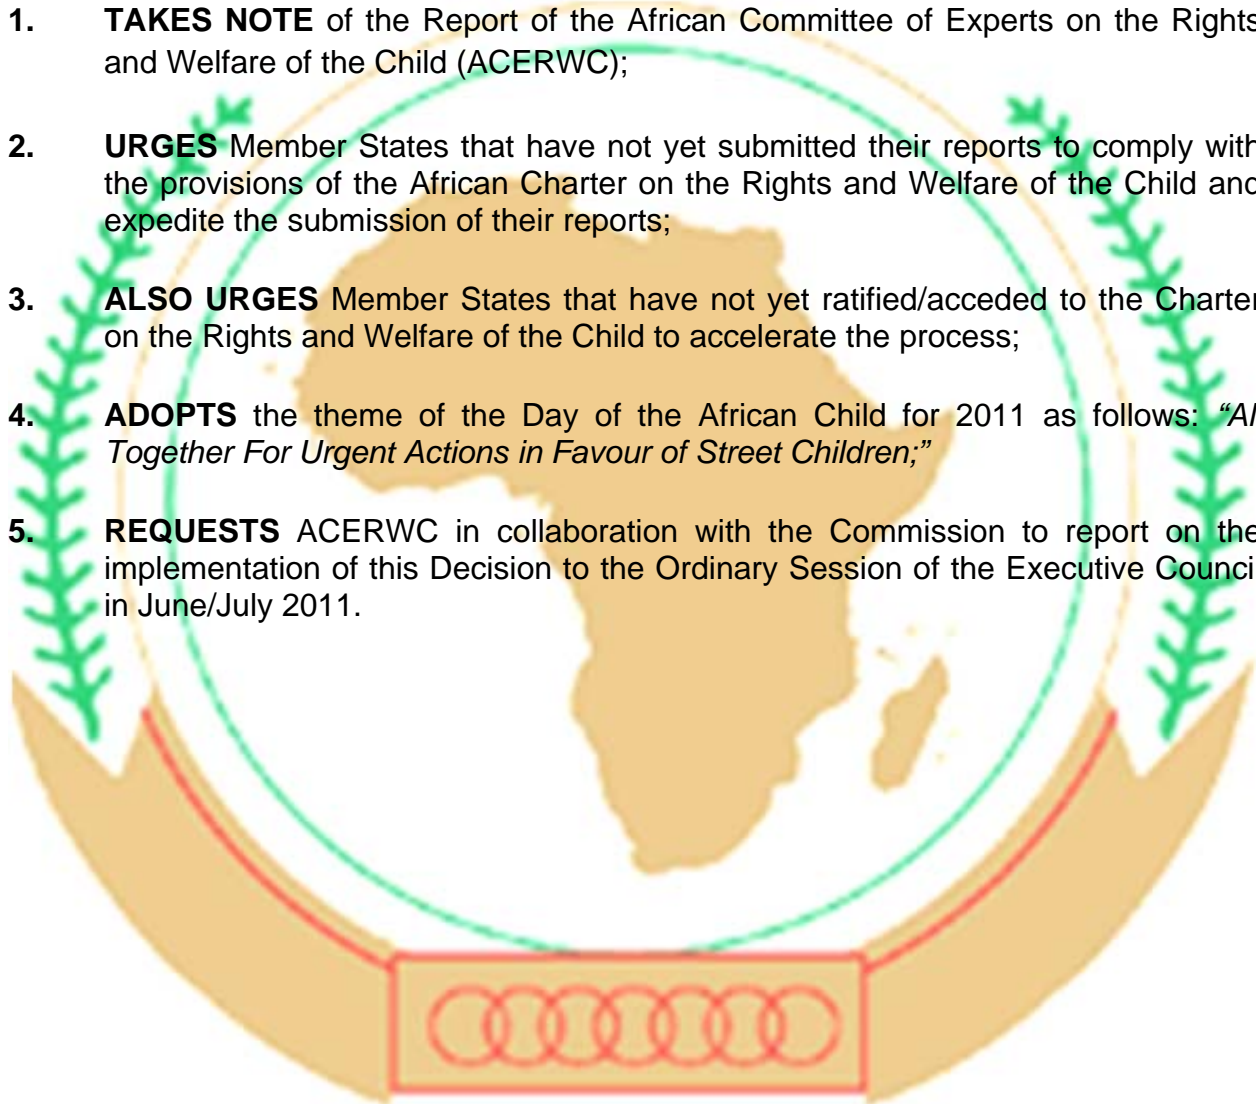 1. TAKES NOTE of the Report of the African Committee of Experts on the Rights
and Welfare of the Child (ACERWC);
2. URGES Member States that have not yet submitted their reports to comply with
the provisions of the African Charter on the Rights and Welfare of the Child and
expedite the submission of their reports;
3. ALSO URGES Member States that have not yet ratified/acceded to the Charter
on the Rights and Welfare of the Child to accelerate the process;
4. ADOPTS the theme of the Day of the African Child for 2011 as follows: “Al
Together For Urgent Actions in Favour of Street Children;”
5. REQUESTS ACERWC in collaboration with the Commission to report on the
implementation of this Decision to the Ordinary Session of the Executive Counci
in June/July 2011.